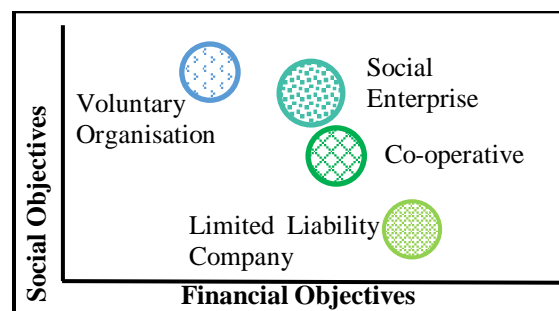 Social
Enterprise
Voluntary
Organisation
Co-operative
Limited Liability
Company
Social Objectives
Financial Objectives